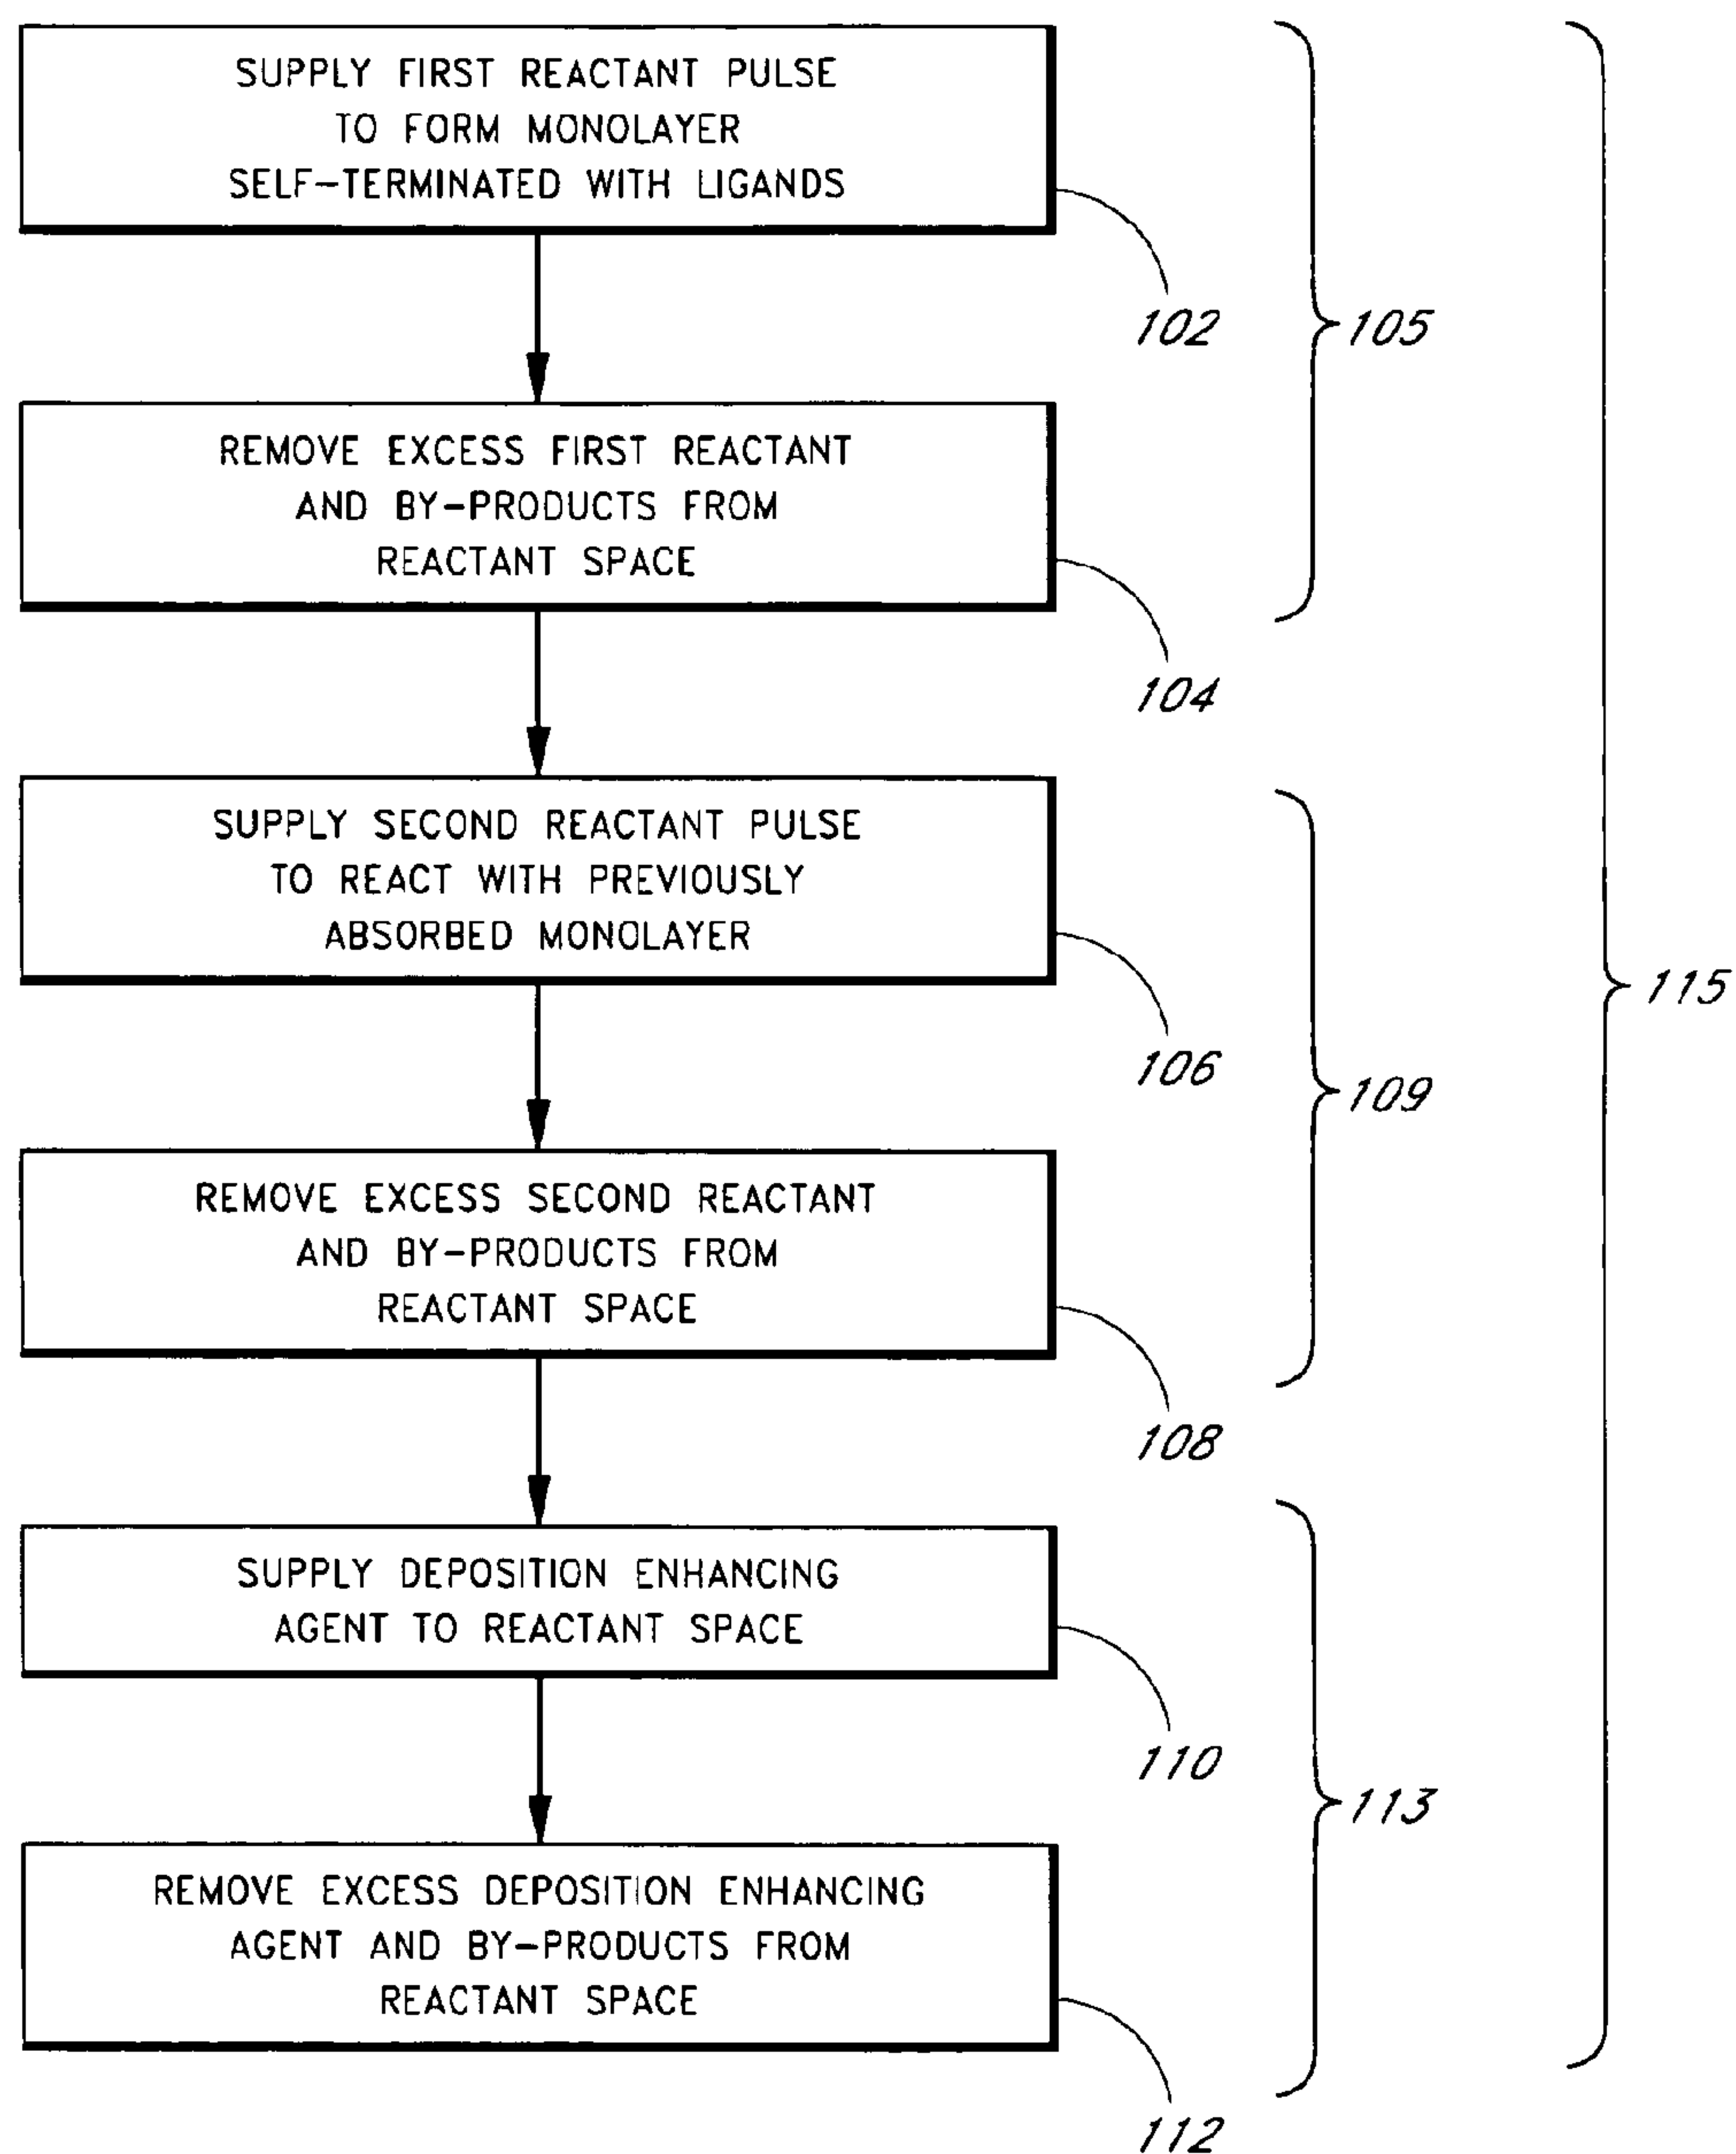 SUPPLY FIRST REACTANT PULSE
TO FORM MONOLAYER
SELF-TERMINATED WITH LIGANDS
102
105
REMOVE EXCESS FIRST REACTANT
AND BY-PRODUCTS FROM
REACTANT SPACE
104
SUPPLY SECOND REACTANT PULSE
TO REACT WITH PREVIOUSLY
ABSORBED MONOLAYER
106
115
109
REMOVE EXCESS SECOND REACTANT
AND BY-PRODUCTS FROM
REACTANT SPACE
108
SUPPLY DEPOSITION ENHANCING
AGENT TO REACTANT SPACE
110
113
REMOVE EXCESS DEPOSITION ENHANCING
AGENT AND BY-PRODUCTS FROM
REACTANT SPACE
112